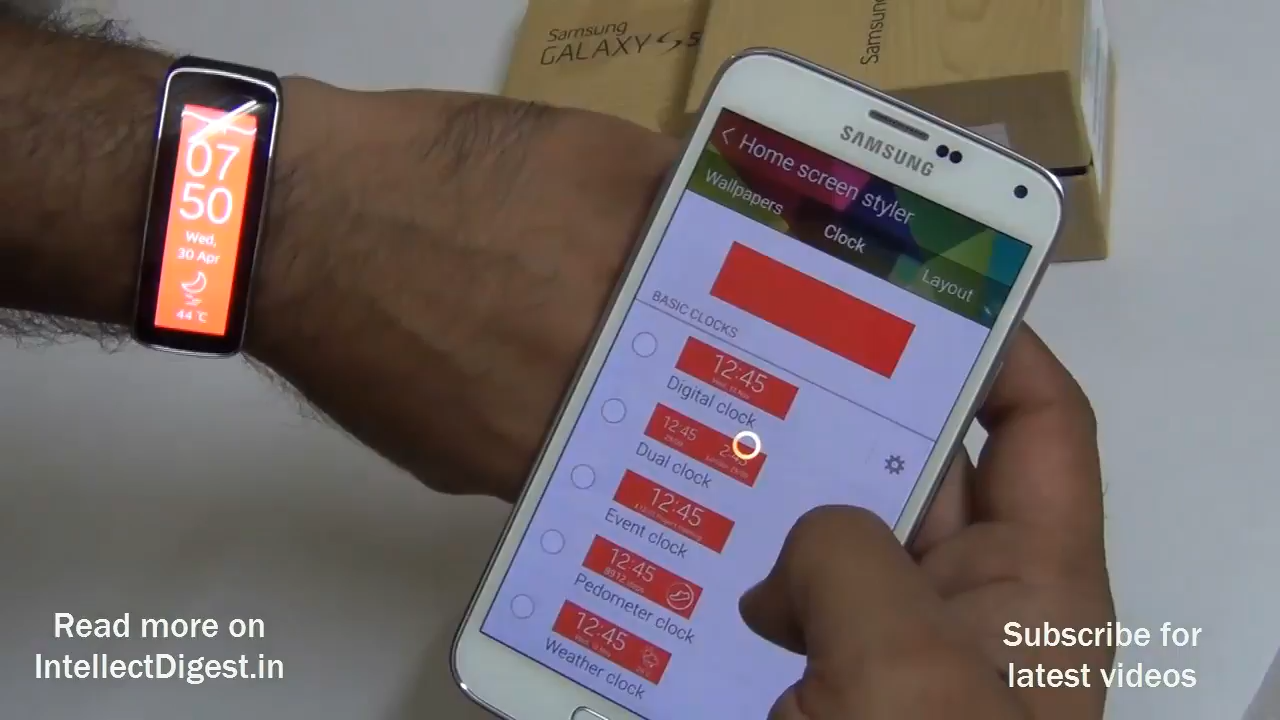 Samsung
GALAXY S5
Samsung
SAMSUNG
07
50
Wed,
30 Apr
44 °C
< Home screen styler
Wallpapers
Clock
Layout
BASIC CLOCKS
12:45
Digital clock
12:45
Dual clock
12:45
Event clock
12:45
9912 steps
Pedometer clock
12:45
Weather clock
Read more on
IntellectDigest.in
Subscribe for
latest videos